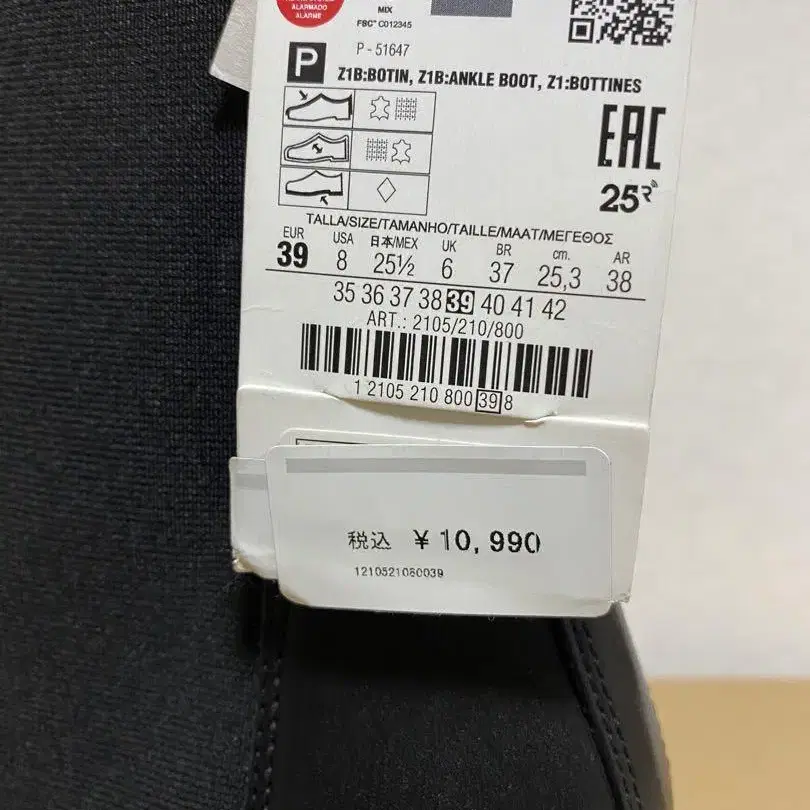 ALARMADO
ALARME
MIX
FBC™ C012345
P - 51647
P Z1B:BOTIN, Z1B:ANKLE BOOT, Z1:BOTTINES
EAC
25
TALLA/SIZE/TAMANHO/TAILLE/MAAT/ΜΕΓΕΘΟΣ
EUR USA 日本/MEX UK BR cm. AR
39 8 25½ 6 37 25,3 38
35 36 37 38 39 40 41 42
ART.: 2105/210/800
1 2105 210 800 39 8
税込 ¥10,990
1210521080039